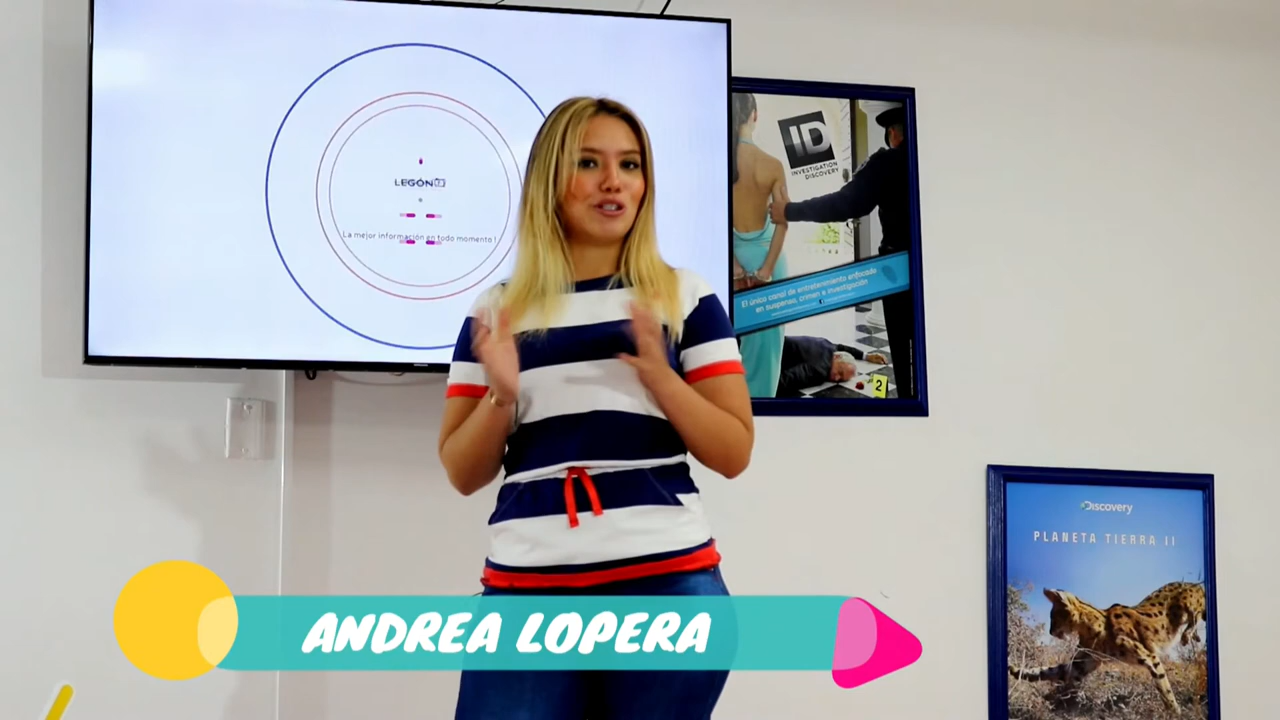 LEGÓN
La mejor información en todo momento!
ID
INVESTIGATION
DISCOVERY
El único canal de entretenimiento enfocado
en suspenso, crimen e investigación
2
Discovery
PLANETA TIERRA II
ANDREA LOPERA